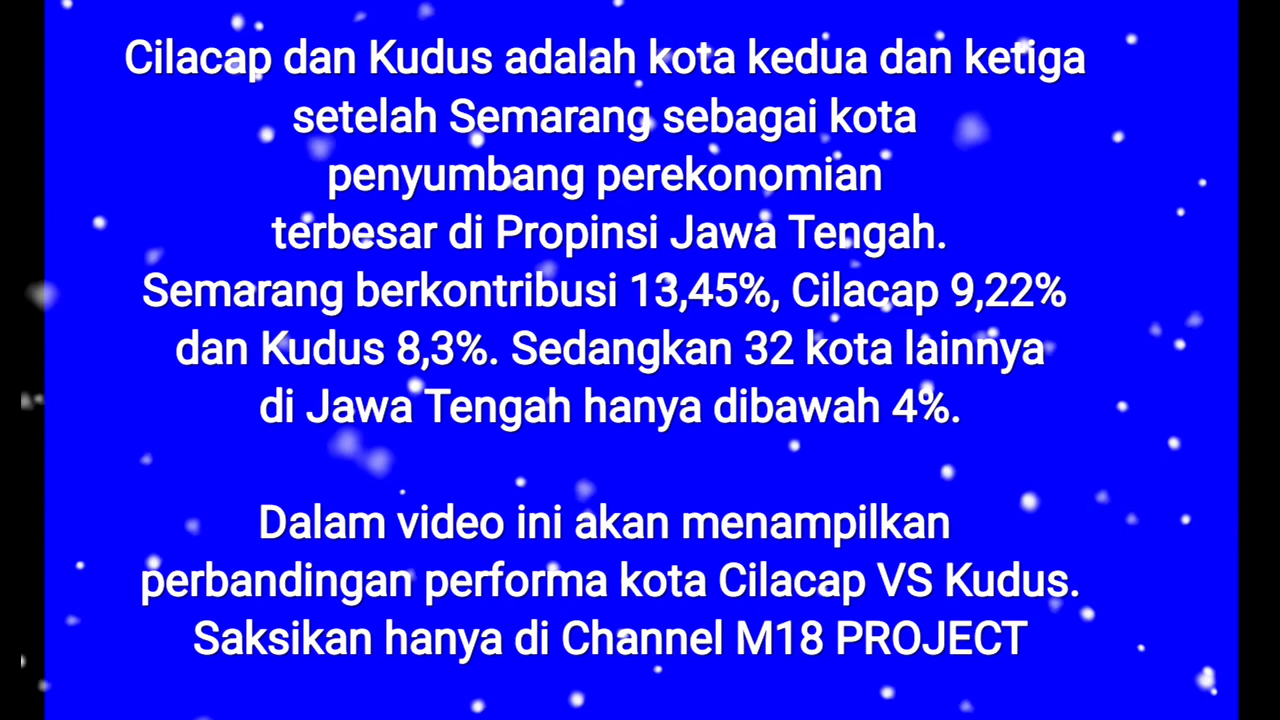 Cilacap dan Kudus adalah kota kedua dan ketiga
setelah Semarang sebagai kota
penyumbang perekonomian
terbesar di Propinsi Jawa Tengah.
Semarang berkontribusi 13,45%, Cilacap 9,22%
dan Kudus 8,3%. Sedangkan 32 kota lainnya
di Jawa Tengah hanya dibawah 4%.
Dalam video ini akan menampilkan
perbandingan performa kota Cilacap VS Kudus.
Saksikan hanya di Channel M18 PROJECT